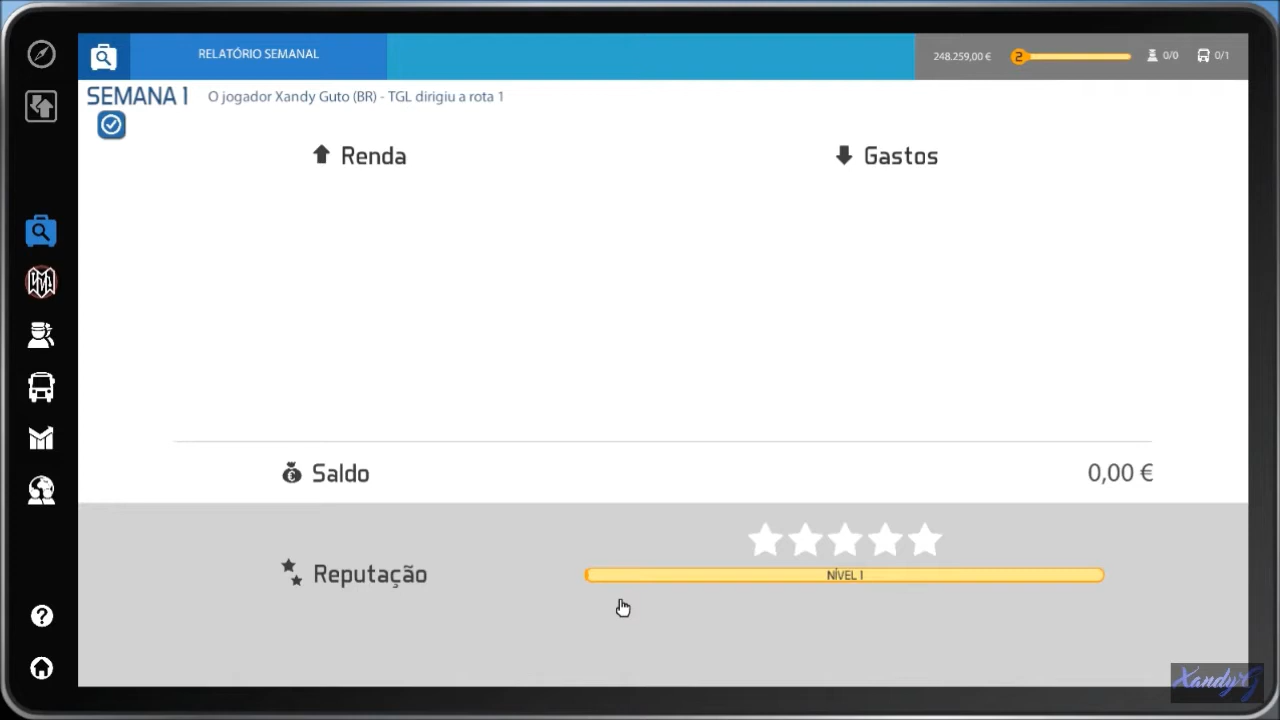 RELATÓRIO SEMANAL
248.259,00 €
2
0/0
0/1
SEMANA 1
O jogador Xandy Guto (BR) - TGL dirigiu a rota 1
Renda
Gastos
Saldo
0,00 €
Reputação
NÍVEL 1
?
XandyG